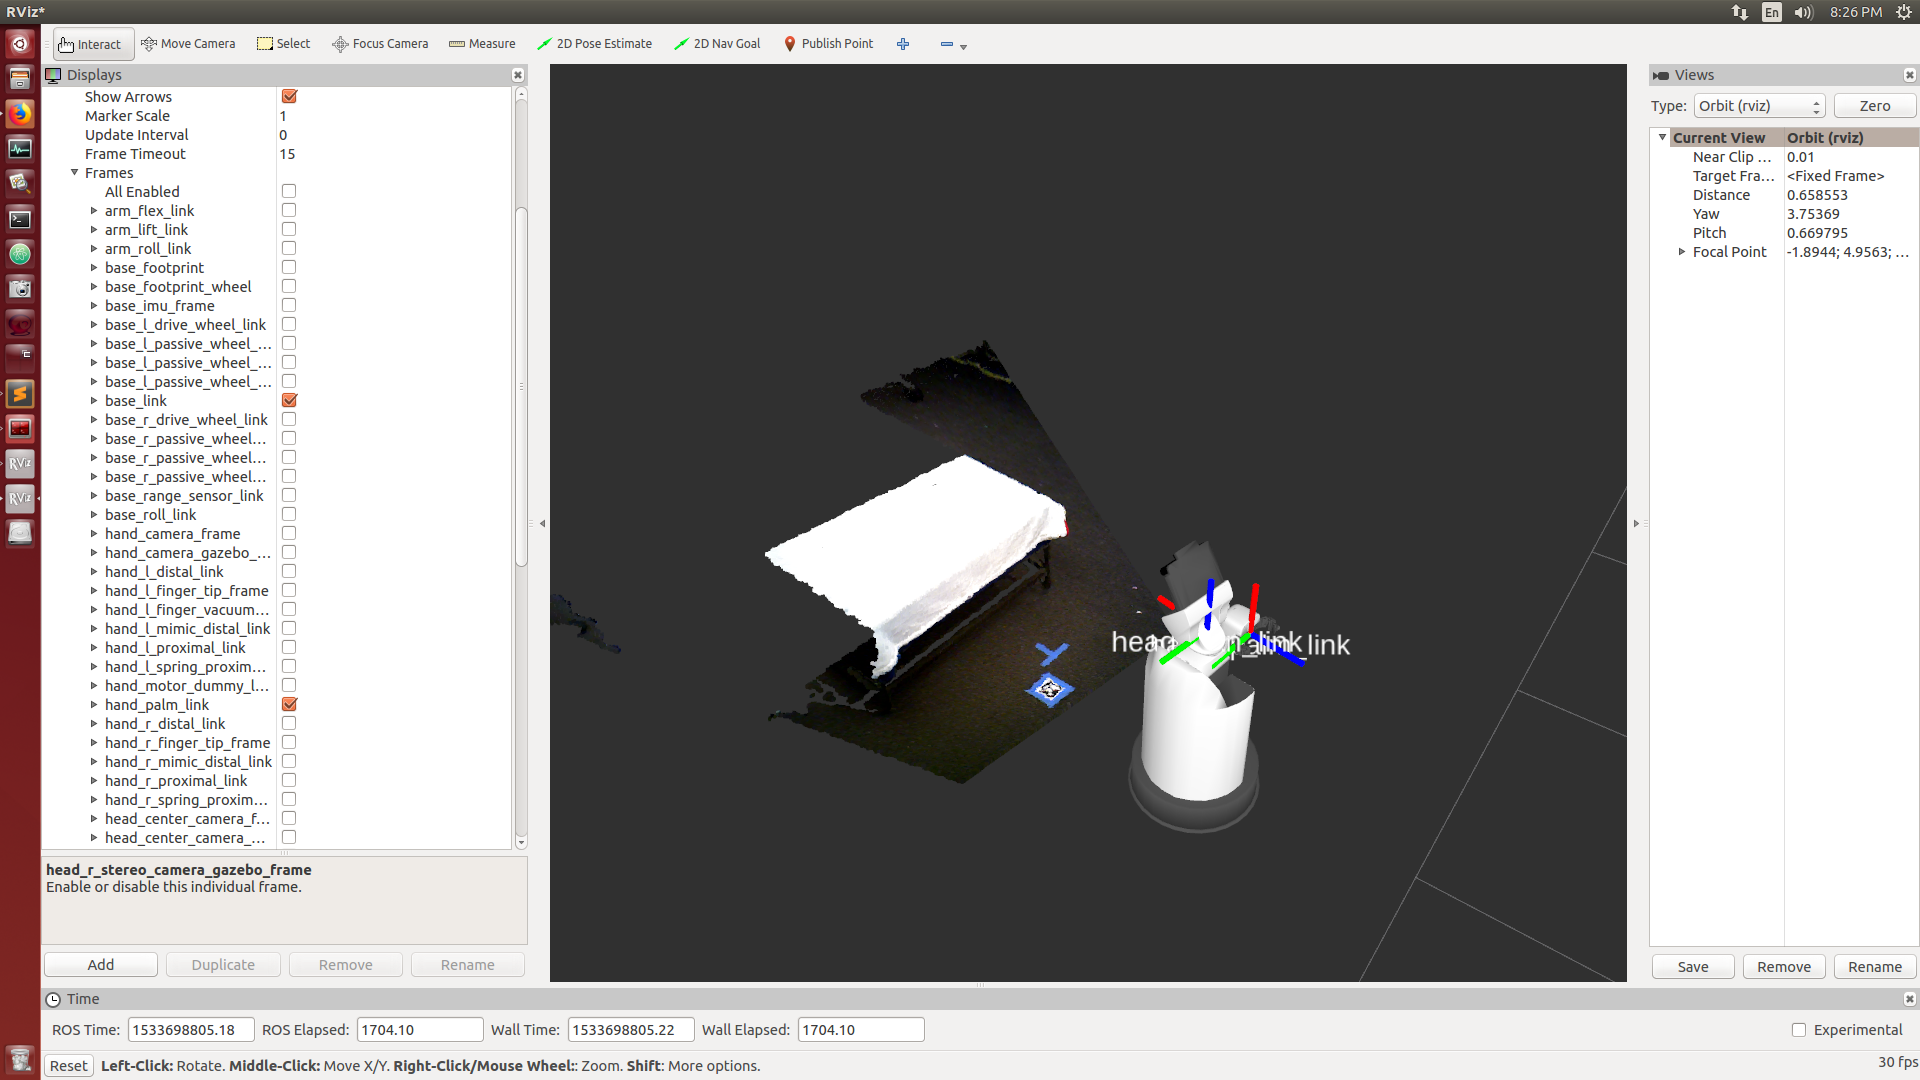 RViz*
En
8:26 PM
Interact
Move Camera
Select
Focus Camera
Measure
2D Pose Estimate
2D Nav Goal
Publish Point
Displays
Show Arrows
Marker Scale 1
Update Interval 0
Frame Timeout 15
Frames
All Enabled
arm_flex_link
arm_lift_link
arm_roll_link
base_footprint
base_footprint_wheel
base_imu_frame
base_l_drive_wheel_link
base_l_passive_wheel_...
base_l_passive_wheel_...
base_l_passive_wheel_...
base_link
base_r_drive_wheel_link
base_r_passive_wheel...
base_r_passive_wheel...
base_r_passive_wheel...
base_range_sensor_link
base_roll_link
hand_camera_frame
hand_camera_gazebo_...
hand_l_distal_link
hand_l_finger_tip_frame
hand_l_finger_vacuum...
hand_l_mimic_distal_link
hand_l_proximal_link
hand_l_spring_proxim...
hand_motor_dummy_l...
hand_palm_link
hand_r_distal_link
hand_r_finger_tip_frame
hand_r_mimic_distal_link
hand_r_proximal_link
hand_r_spring_proxim...
head_center_camera_f...
head_center_camera_...
head_r_stereo_camera_gazebo_frame
Enable or disable this individual frame.
Add
Duplicate
Remove
Rename
RViz
RViz
Views
Type: Orbit (rviz)
Zero
Current View Orbit (rviz)
Near Clip ... 0.01
Target Fra... <Fixed Frame>
Distance 0.658553
Yaw 3.75369
Pitch 0.669795
Focal Point -1.8944; 4.9563; ...
Save
Remove
Rename
Time
ROS Time: 1533698805.18 ROS Elapsed: 1704.10 Wall Time: 1533698805.22 Wall Elapsed: 1704.10
Experimental
Reset
Left-Click: Rotate. Middle-Click: Move X/Y. Right-Click/Mouse Wheel:: Zoom. Shift: More options.
30 fps